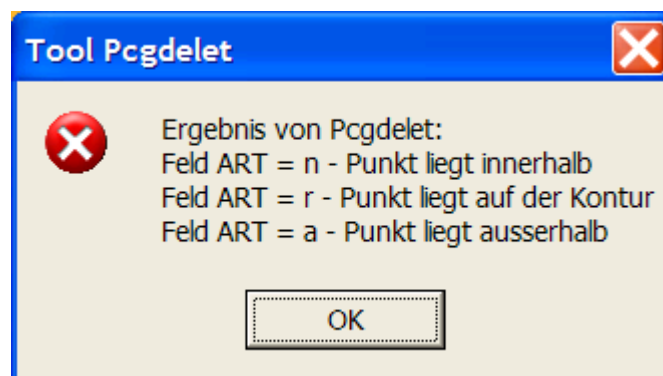 Tool Pcgdelet
Ergebnis von Pcgdelet:
Feld ART = n - Punkt liegt innerhalb
Feld ART = r - Punkt liegt auf der Kontur
Feld ART = a - Punkt liegt ausserhalb
OK